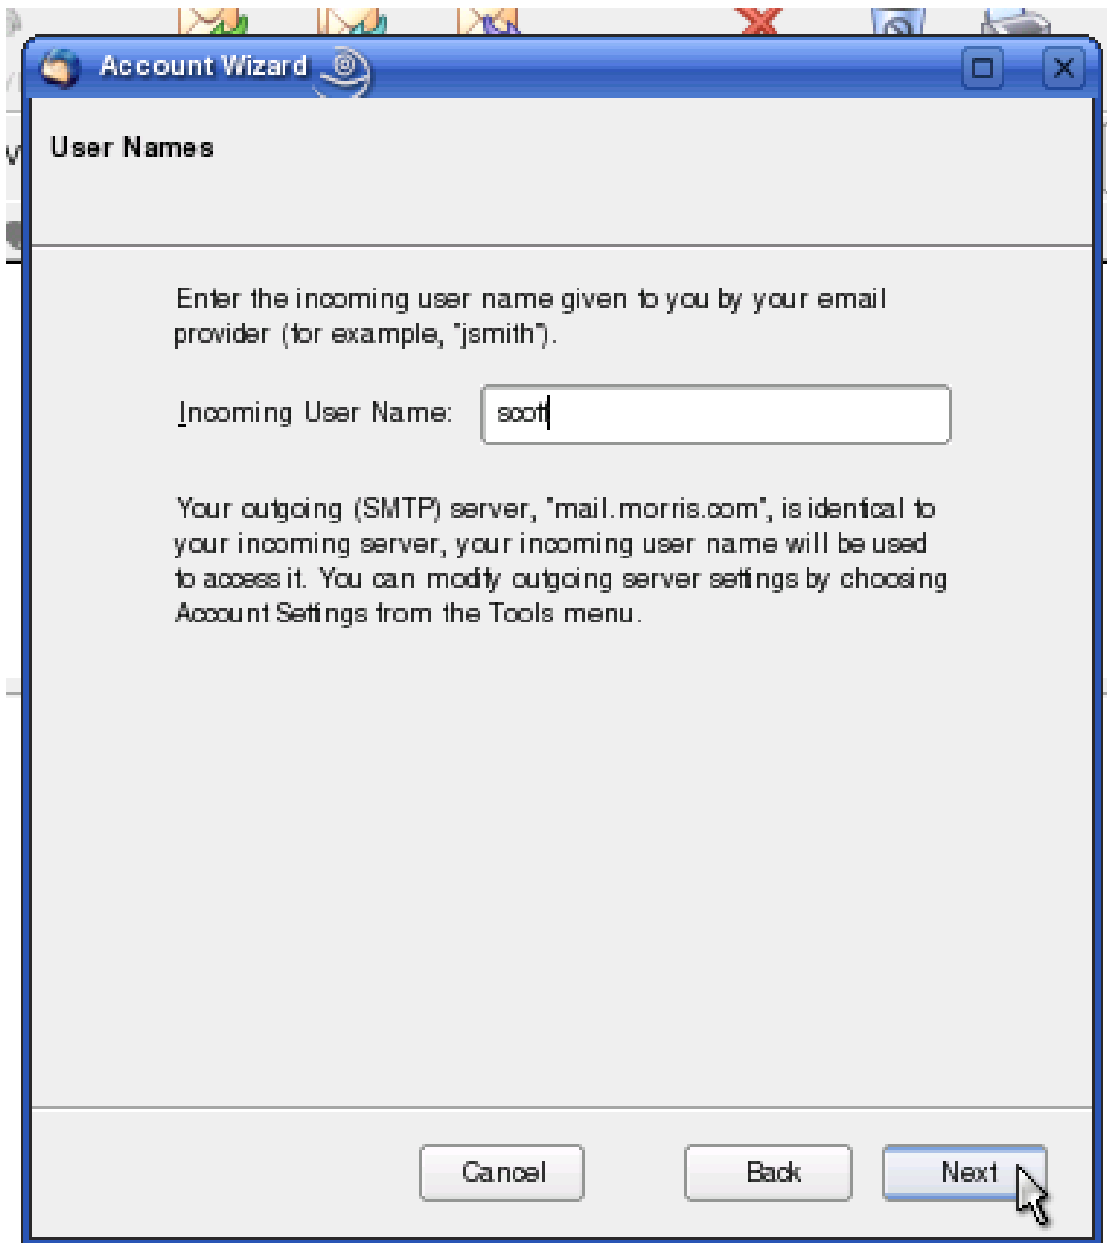 Account Wizard
User Names
Enter the incoming user name given to you by your email
provider (for example, "jsmith").
Incoming User Name: scott
Your outgoing (SMTP) server, "mail.morris.com", is identical to
your incoming server, your incoming user name will be used
to access it. You can modify outgoing server settings by choosing
Account Settings from the Tools menu.
Cancel Back Next